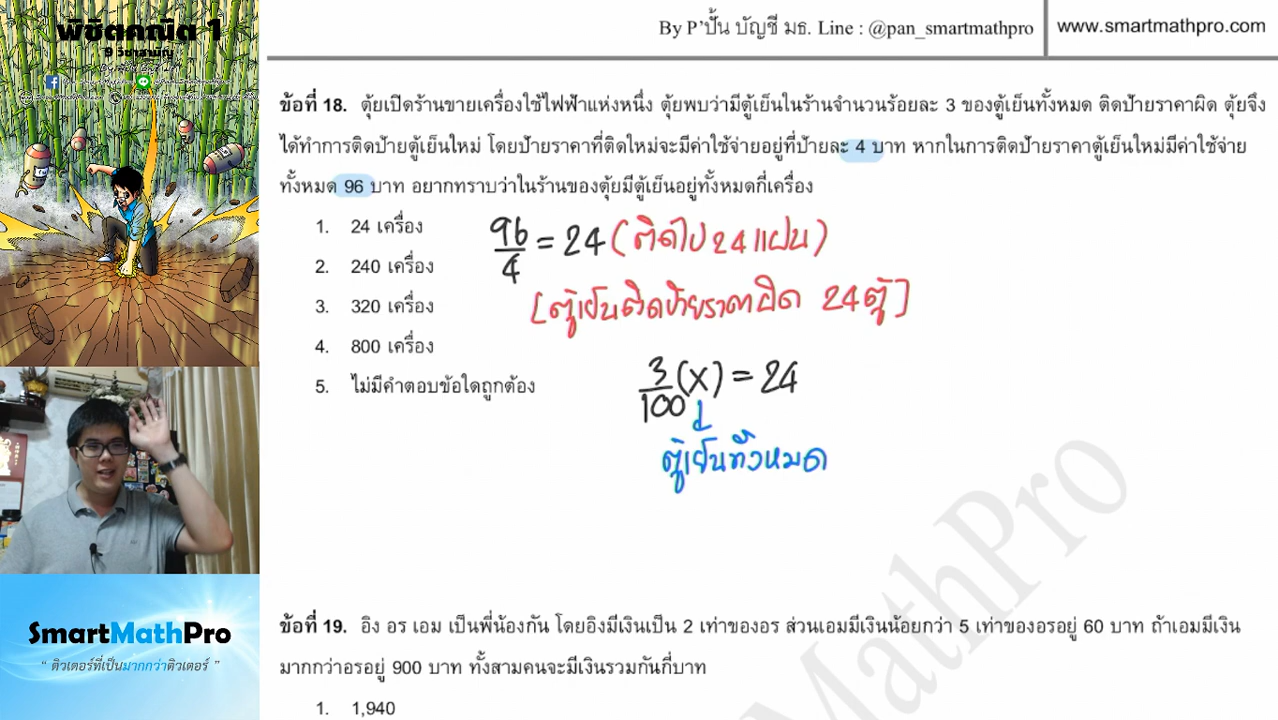 พิชิตคณิต 1
9 วิชาสามัญ
By P'ปั้น บัญชี มธ. Line : @pan_smartmathpro
www.smartmathpro.com
ข้อที่ 18. ตุ้ยเปิดร้านขายเครื่องใช้ไฟฟ้าแห่งหนึ่ง ตุ้ยพบว่ามีตู้เย็นในร้านจำนวนร้อยละ 3 ของตู้เย็นทั้งหมด ติดป้ายราคาผิด ตุ้ยจึง
ได้ทำการติดป้ายตู้เย็นใหม่ โดยป้ายราคาที่ติดใหม่จะมีค่าใช้จ่ายอยู่ที่ป้ายละ 4 บาท หากในการติดป้ายราคาตู้เย็นใหม่มีค่าใช้จ่าย
ทั้งหมด 96 บาท อยากทราบว่าในร้านของตุ้ยมีตู้เย็นอยู่ทั้งหมดกี่เครื่อง
1. 24 เครื่อง
2. 240 เครื่อง
3. 320 เครื่อง
4. 800 เครื่อง
5. ไม่มีคำตอบข้อใดถูกต้อง
96/4 = 24 (ติดไป 24 แผ่น)
[ตู้เย็นติดป้ายราคาผิด 24 ตู้]
3/100 (x) = 24
ตู้เย็นทั้งหมด
SmartMathPro
“ ติวเตอร์ที่เป็นมากกว่าติวเตอร์ ”
ข้อที่ 19. อิง อร เอม เป็นพี่น้องกัน โดยอิงมีเงินเป็น 2 เท่าของอร ส่วนเอมมีเงินน้อยกว่า 5 เท่าของอรอยู่ 60 บาท ถ้าเอมมีเงิน
มากกว่าอรอยู่ 900 บาท ทั้งสามคนจะมีเงินรวมกันกี่บาท
1. 1,940
MathPro